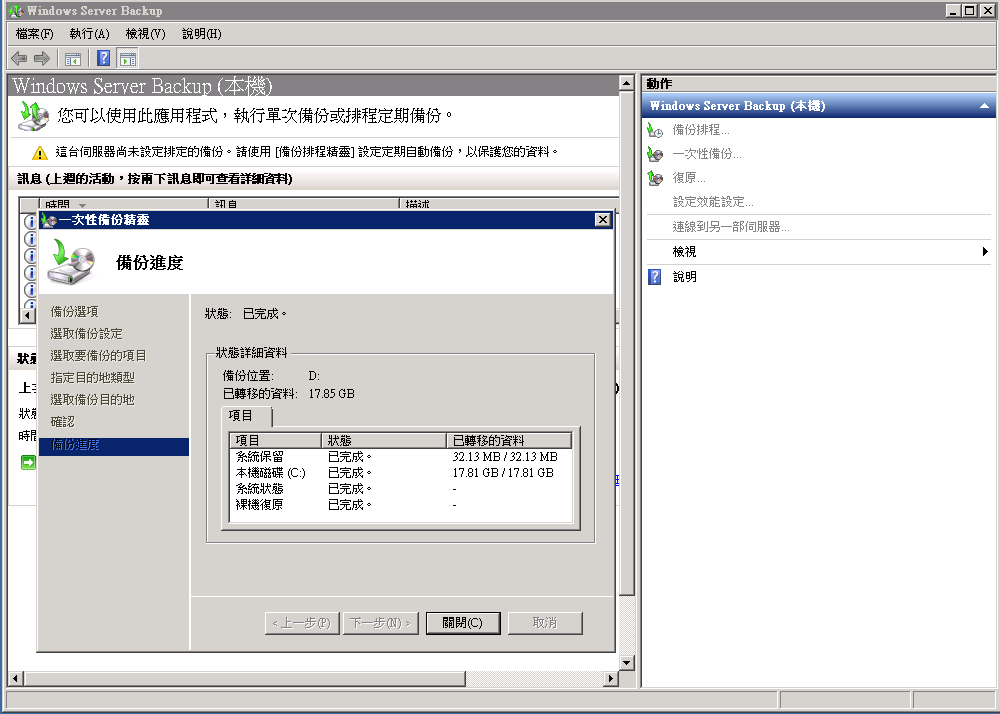 Windows Server Backup
檔案(F) 執行(A) 檢視(V) 說明(H)
Windows Server Backup (本機)
您可以使用此應用程式，執行單次備份或排程定期備份。
這台伺服器尚未設定排定的備份。請使用 [備份排程精靈] 設定定期自動備份，以保護您的資料。
訊息 (上週的活動，按兩下訊息即可查看詳細資料)
時間 訊息 描述
一次性備份精靈
備份進度
備份選項
選取備份設定
選取要備份的項目
指定目的地類型
選取備份目的地
確認
備份進度
狀態: 已完成。
狀態詳細資料
備份位置: D:
已轉移的資料: 17.85 GB
項目
項目 狀態 已轉移的資料
系統保留 已完成。 32.13 MB / 32.13 MB
本機磁碟 (C:) 已完成。 17.81 GB / 17.81 GB
系統狀態 已完成。 -
裸機復原 已完成。 -
< 上一步(P) 下一步(N) > 關閉(C) 取消
狀態
上
狀態
時間
動作
Windows Server Backup (本機)
備份排程...
一次性備份...
復原...
設定效能設定...
連線到另一部伺服器...
檢視
說明